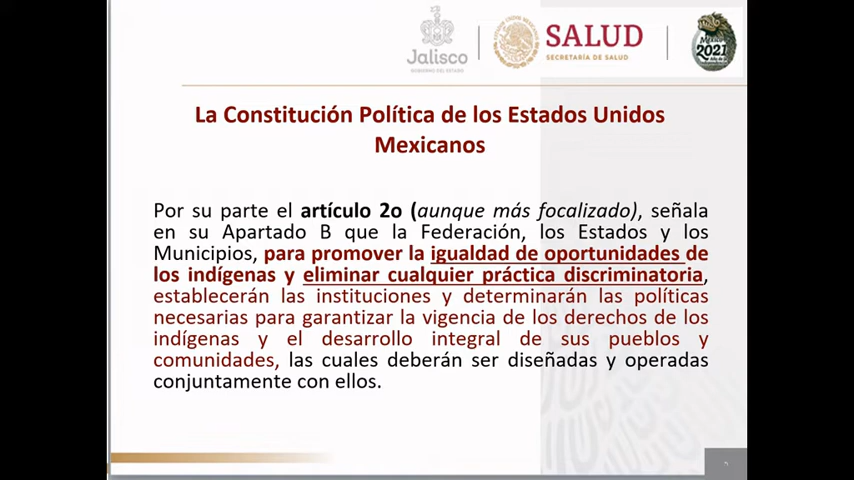 Jalisco
GOBIERNO DEL ESTADO
SALUD
SECRETARÍA DE SALUD
México
2021
La Constitución Política de los Estados Unidos
Mexicanos
Por su parte el artículo 2o (aunque más focalizado), señala
en su Apartado B que la Federación, los Estados y los
Municipios, para promover la igualdad de oportunidades de
los indígenas y eliminar cualquier práctica discriminatoria,
establecerán las instituciones y determinarán las políticas
necesarias para garantizar la vigencia de los derechos de los
indígenas y el desarrollo integral de sus pueblos y
comunidades, las cuales deberán ser diseñadas y operadas
conjuntamente con ellos.